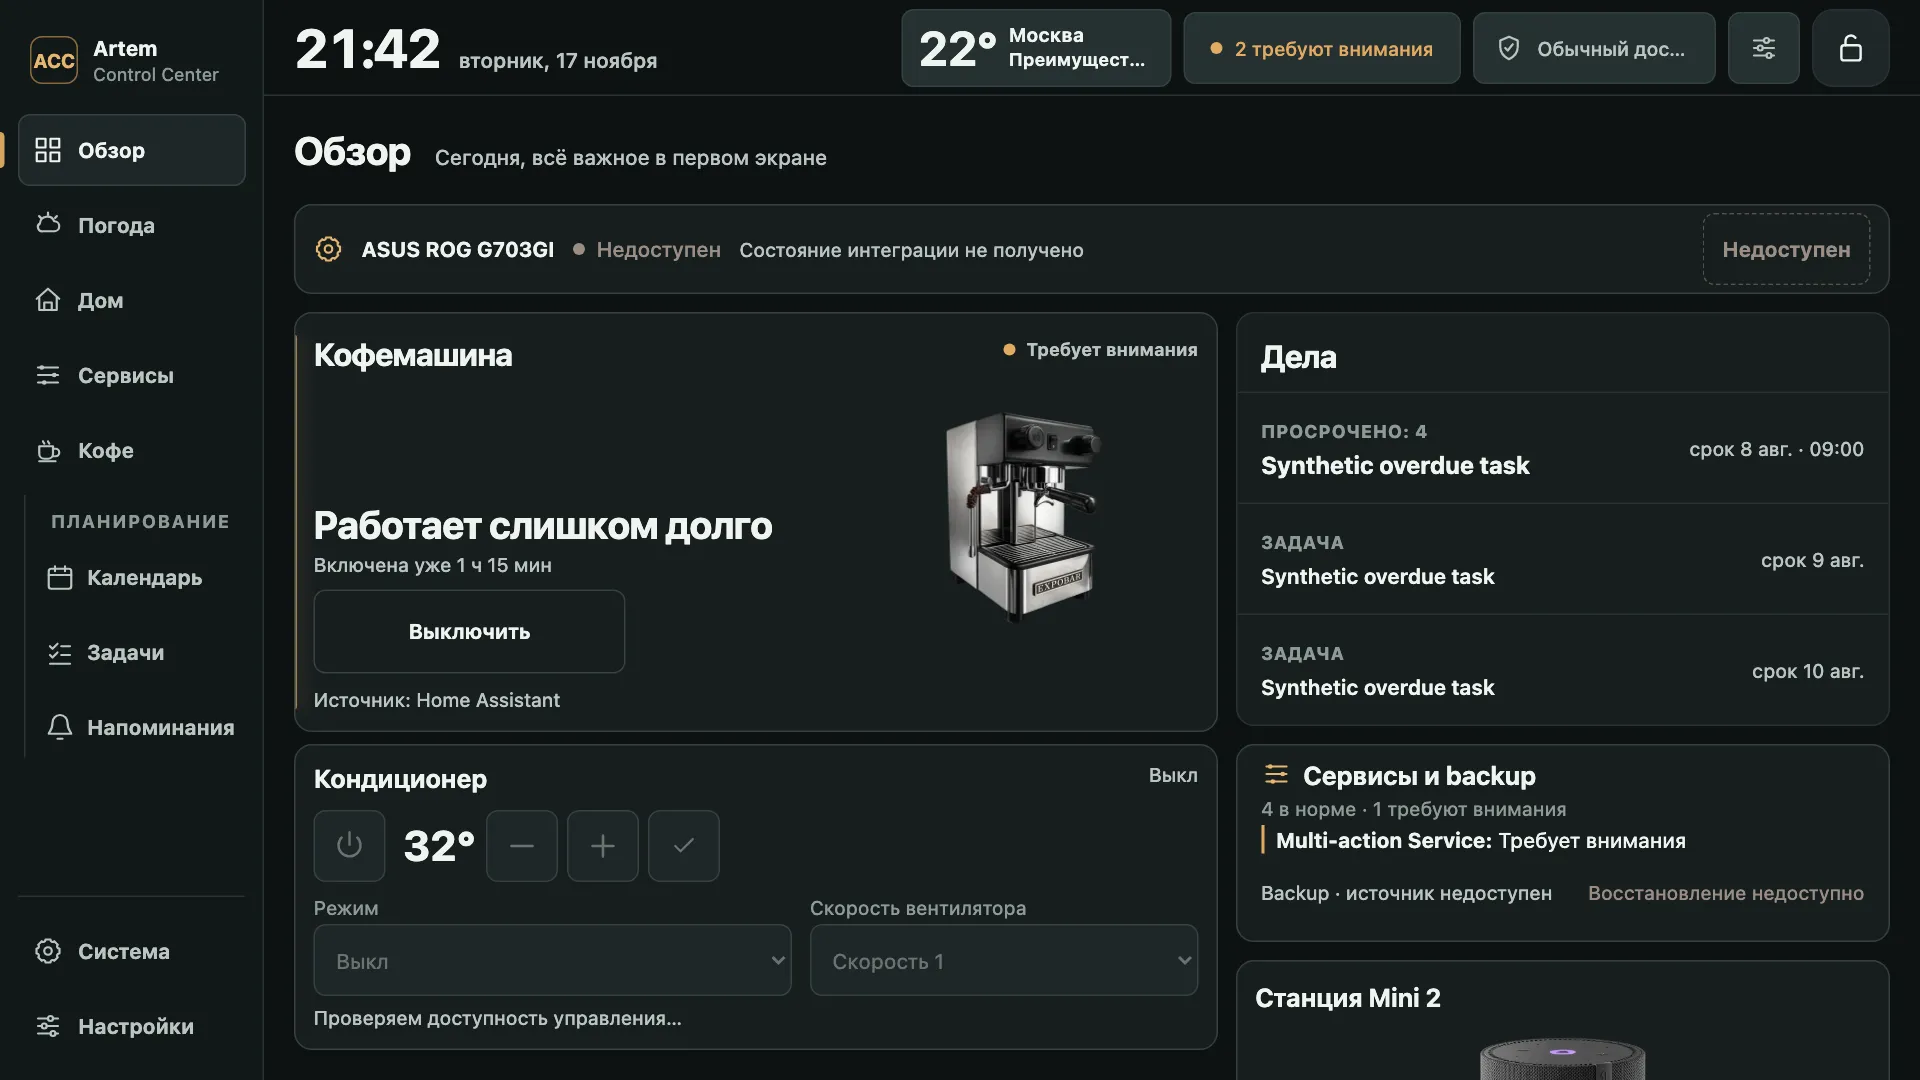 ACC
Artem
Control Center
Обзор
Погода
Дом
Сервисы
Кофе
ПЛАНИРОВАНИЕ
Календарь
Задачи
Напоминания
Система
Настройки
21:42 вторник, 17 ноября
22° Москва
Преимущест...
2 требуют внимания
Обычный дос...
Обзор Сегодня, всё важное в первом экране
ASUS ROG G703GI Недоступен Состояние интеграции не получено
Недоступен
Кофемашина
Требует внимания
EXPOBAR
Работает слишком долго
Включена уже 1 ч 15 мин
Выключить
Источник: Home Assistant
Дела
ПРОСРОЧЕНО: 4
Synthetic overdue task
срок 8 авг. · 09:00
ЗАДАЧА
Synthetic overdue task
срок 9 авг.
ЗАДАЧА
Synthetic overdue task
срок 10 авг.
Кондиционер
Выкл
32°
Режим
Выкл
Скорость вентилятора
Скорость 1
Проверяем доступность управления...
Сервисы и backup
4 в норме · 1 требуют внимания
Multi-action Service: Требует внимания
Backup · источник недоступен
Восстановление недоступно
Станция Mini 2